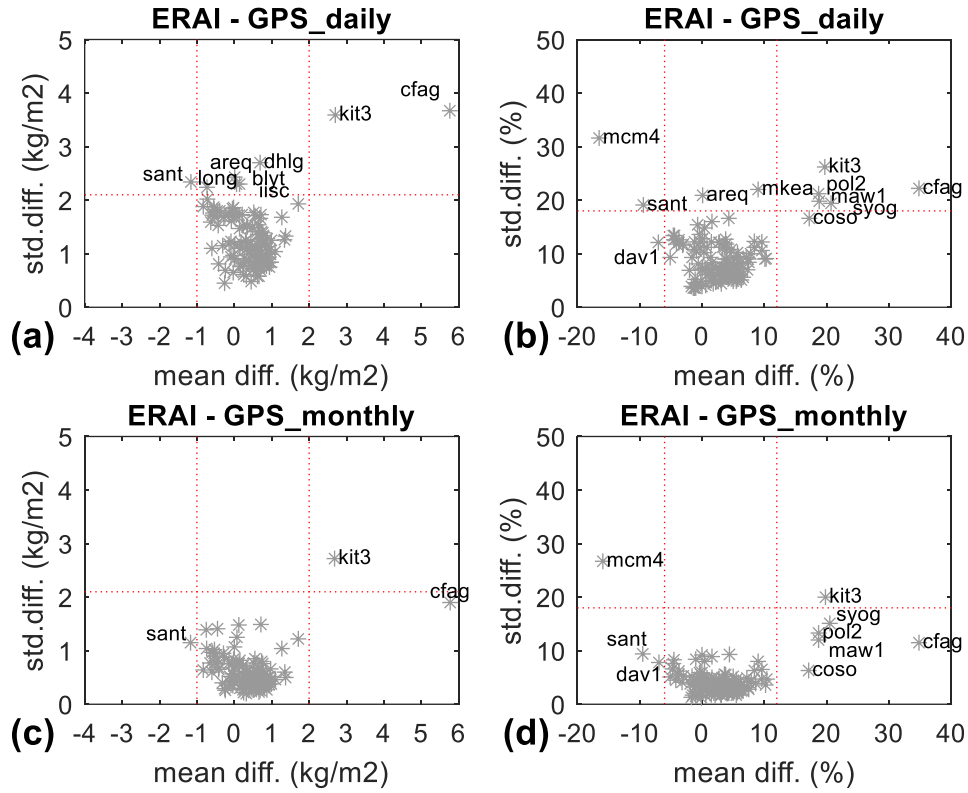 ERAI - GPS_daily
5
4
3
2
1
0
std.diff. (kg/m2)
cfag
kit3
areq
dhlg
sant
long
blyt
lisc
-4 -3 -2 -1 0 1 2 3 4 5 6
(a)
mean diff. (kg/m2)
ERAI - GPS_daily
50
40
30
20
10
0
std.diff. (%)
mcm4
kit3
pol2
mkea
cfag
areq
maw1
sant
syog
coso
dav1
-20 -10 0 10 20 30 40
(b)
mean diff. (%)
ERAI - GPS_monthly
5
4
3
2
1
0
std.diff. (kg/m2)
kit3
cfag
sant
-4 -3 -2 -1 0 1 2 3 4 5 6
(c)
mean diff. (kg/m2)
ERAI - GPS_monthly
50
40
30
20
10
0
std.diff. (%)
mcm4
kit3
syog
pol2
sant
cfag
maw1
dav1
coso
-20 -10 0 10 20 30 40
(d)
mean diff. (%)